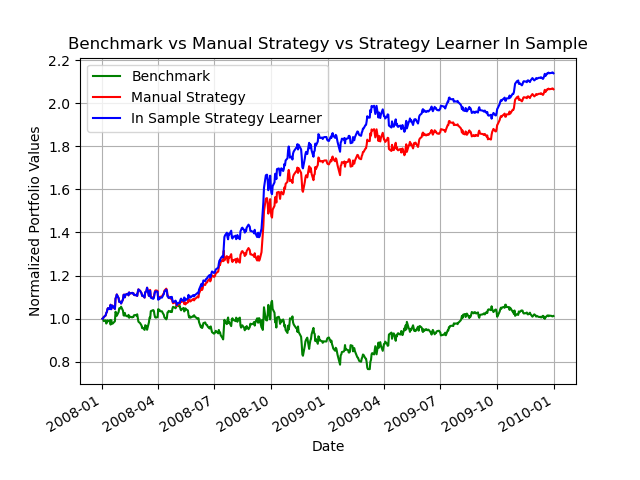 Benchmark vs Manual Strategy vs Strategy Learner In Sample
2.2
2.0
1.8
1.6
1.4
1.2
1.0
0.8
Normalized Portfolio Values
Benchmark
Manual Strategy
In Sample Strategy Learner
2008-01
2008-04
2008-07
2008-10
2009-01
2009-04
2009-07
2009-10
2010-01
Date